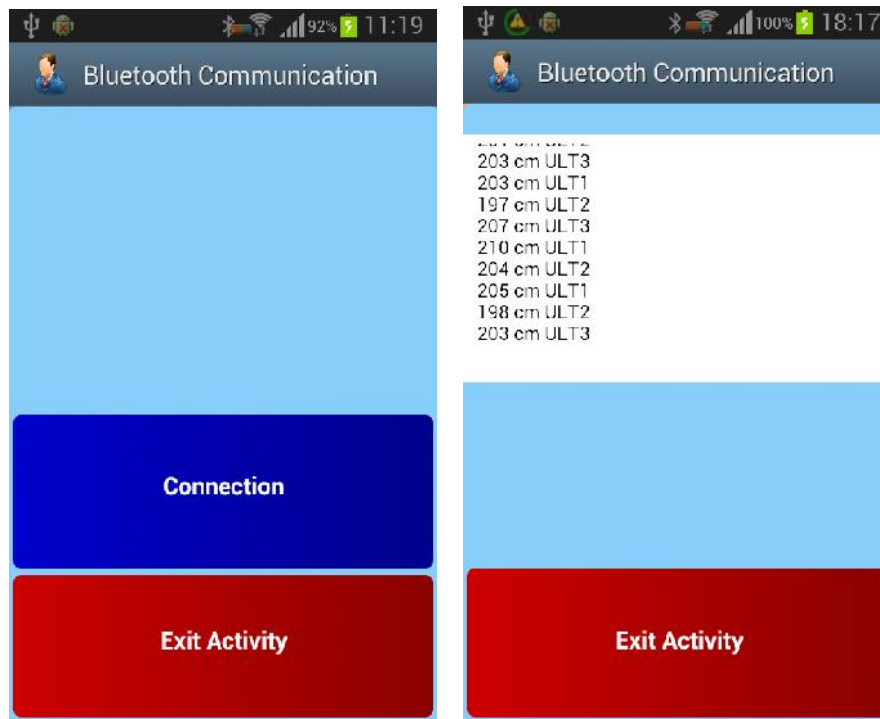 92% 11:19
Bluetooth Communication
Connection
Exit Activity
100% 18:17
Bluetooth Communication
203 cm ULT3
203 cm ULT1
197 cm ULT2
207 cm ULT3
210 cm ULT1
204 cm ULT2
205 cm ULT1
198 cm ULT2
203 cm ULT3
Exit Activity